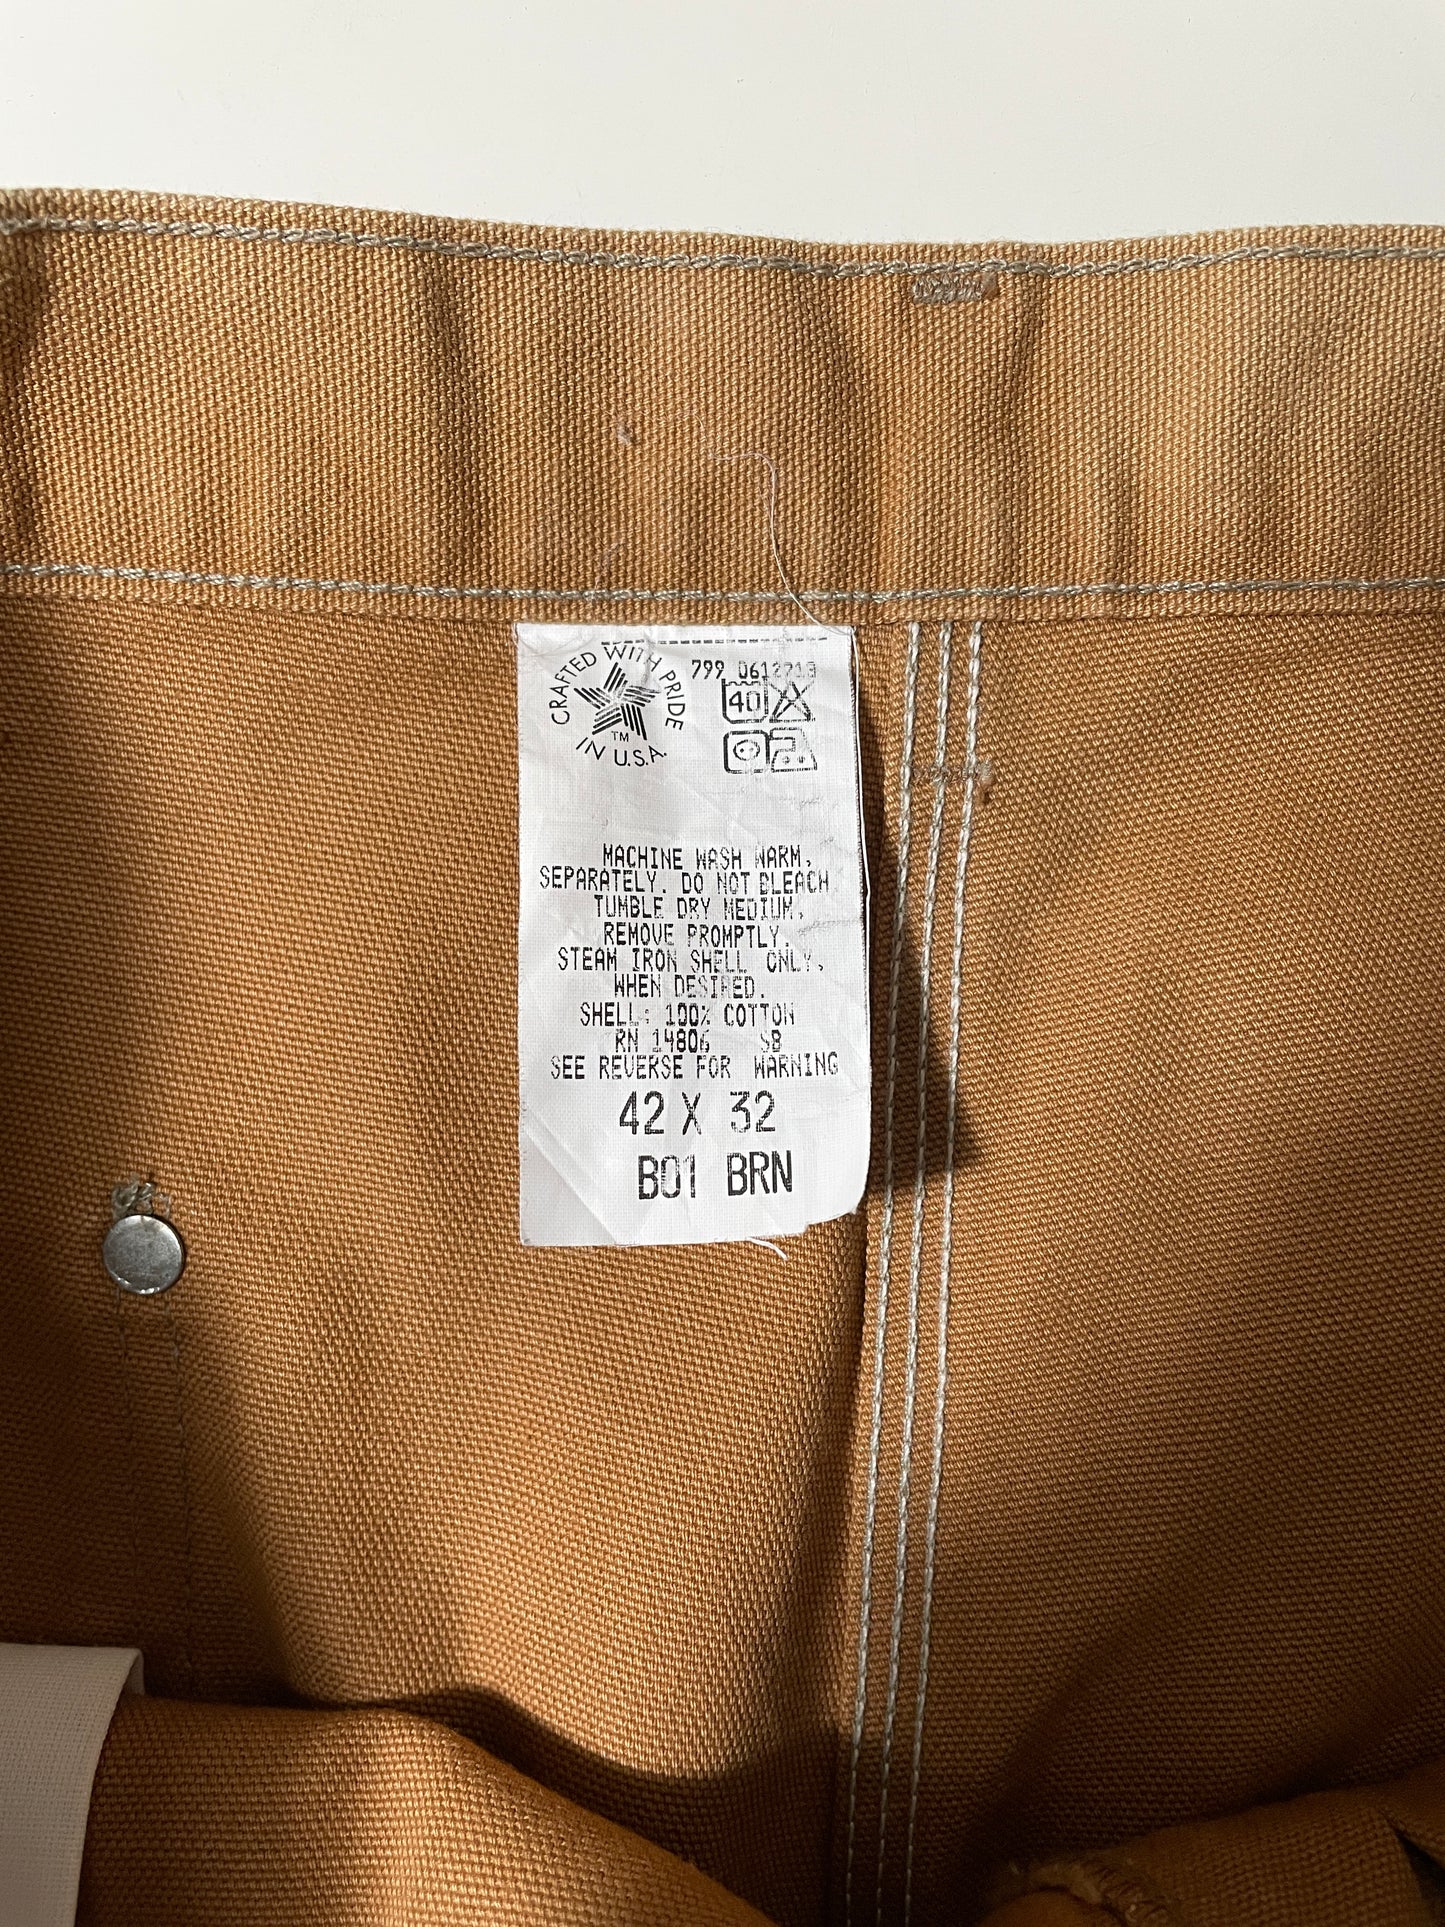 CRAFTED WITH PRIDE
TM
IN U.S.A.
799 0612713
40
MACHINE WASH WARM,
SEPARATELY. DO NOT BLEACH
TUMBLE DRY MEDIUM,
REMOVE PROMPTLY.
STEAM IRON SHELL ONLY,
WHEN DESIRED.
SHELL: 100% COTTON
RN 14806 SB
SEE REVERSE FOR WARNING
42 X 32
B01 BRN